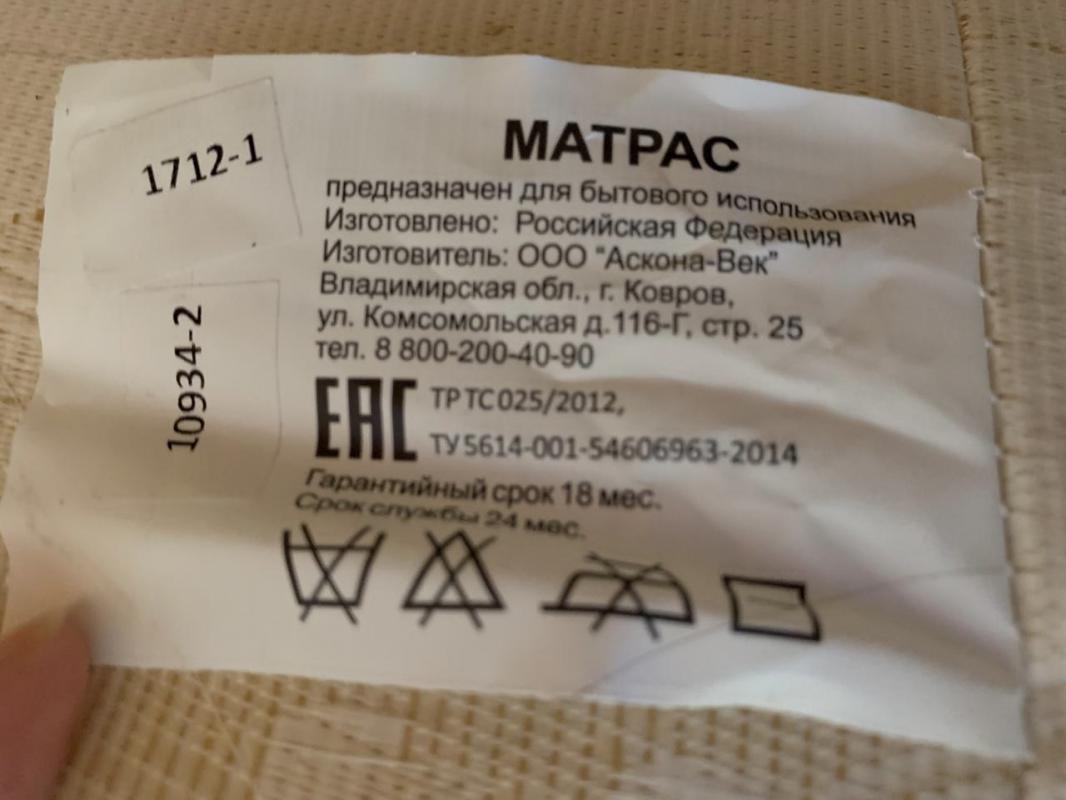 1712-1
10934-2
МАТРАС
предназначен для бытового использования
Изготовлено: Российская Федерация
Изготовитель: ООО "Аскона-Век"
Владимирская обл., г. Ковров,
ул. Комсомольская д.116-Г, стр. 25
тел. 8 800-200-40-90
ЕАС ТР ТС 025/2012,
ТУ 5614-001-54606963-2014
Гарантийный срок 18 мес.
Срок службы 24 мес.